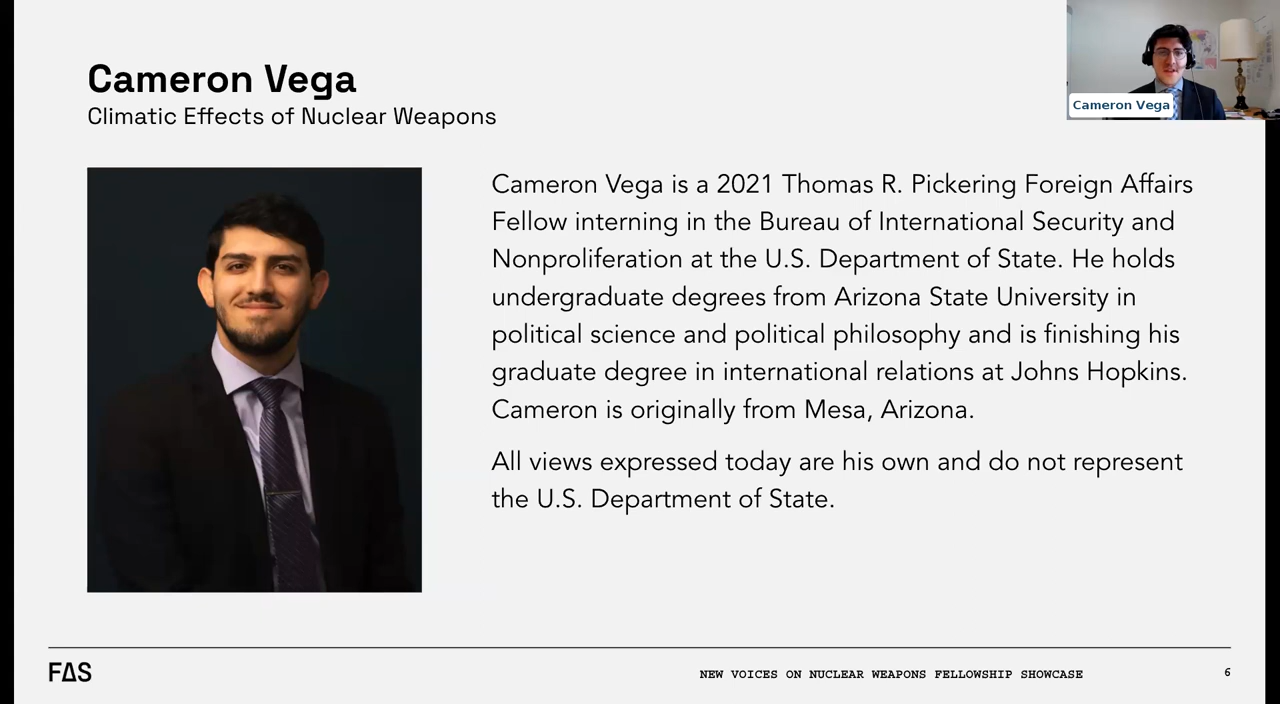 Cameron Vega
Climatic Effects of Nuclear Weapons
Cameron Vega
Cameron Vega is a 2021 Thomas R. Pickering Foreign Affairs
Fellow interning in the Bureau of International Security and
Nonproliferation at the U.S. Department of State. He holds
undergraduate degrees from Arizona State University in
political science and political philosophy and is finishing his
graduate degree in international relations at Johns Hopkins.
Cameron is originally from Mesa, Arizona.
All views expressed today are his own and do not represent
the U.S. Department of State.
FAS
NEW VOICES ON NUCLEAR WEAPONS FELLOWSHIP SHOWCASE
6